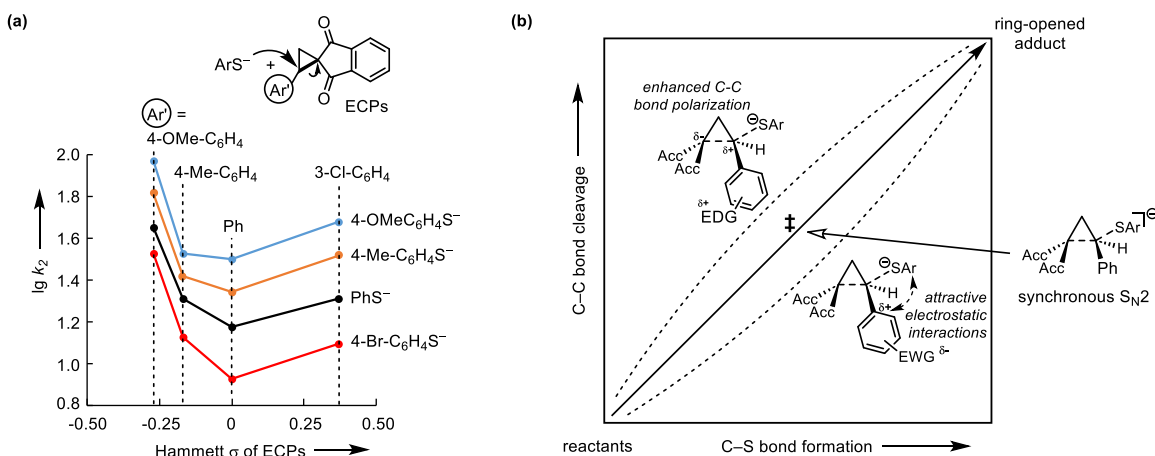 (a)
O
ArS⁻
+
Ar'
O
ECPs
Ar' =
4-OMe-C₆H₄
4-Me-C₆H₄
3-Cl-C₆H₄
Ph
2.0
1.8
1.6
1.4
1.2
1.0
0.8
lg k₂
4-OMeC₆H₄S⁻
4-Me-C₆H₄S⁻
PhS⁻
4-Br-C₆H₄S⁻
-0.50
-0.25
0
0.25
0.50
Hammett σ of ECPs
(b)
ring-opened
adduct
C–C bond cleavage
enhanced C-C
bond polarization
⊖
SAr
δ-
δ+
H
Acc
Acc
δ+
EDG
‡
⊖
SAr
H
Acc
Acc
δ+
attractive
electrostatic
interactions
EWG δ-
⊖
SAr
H
Acc
Acc
Ph
synchronous Sɴ2
reactants
C–S bond formation